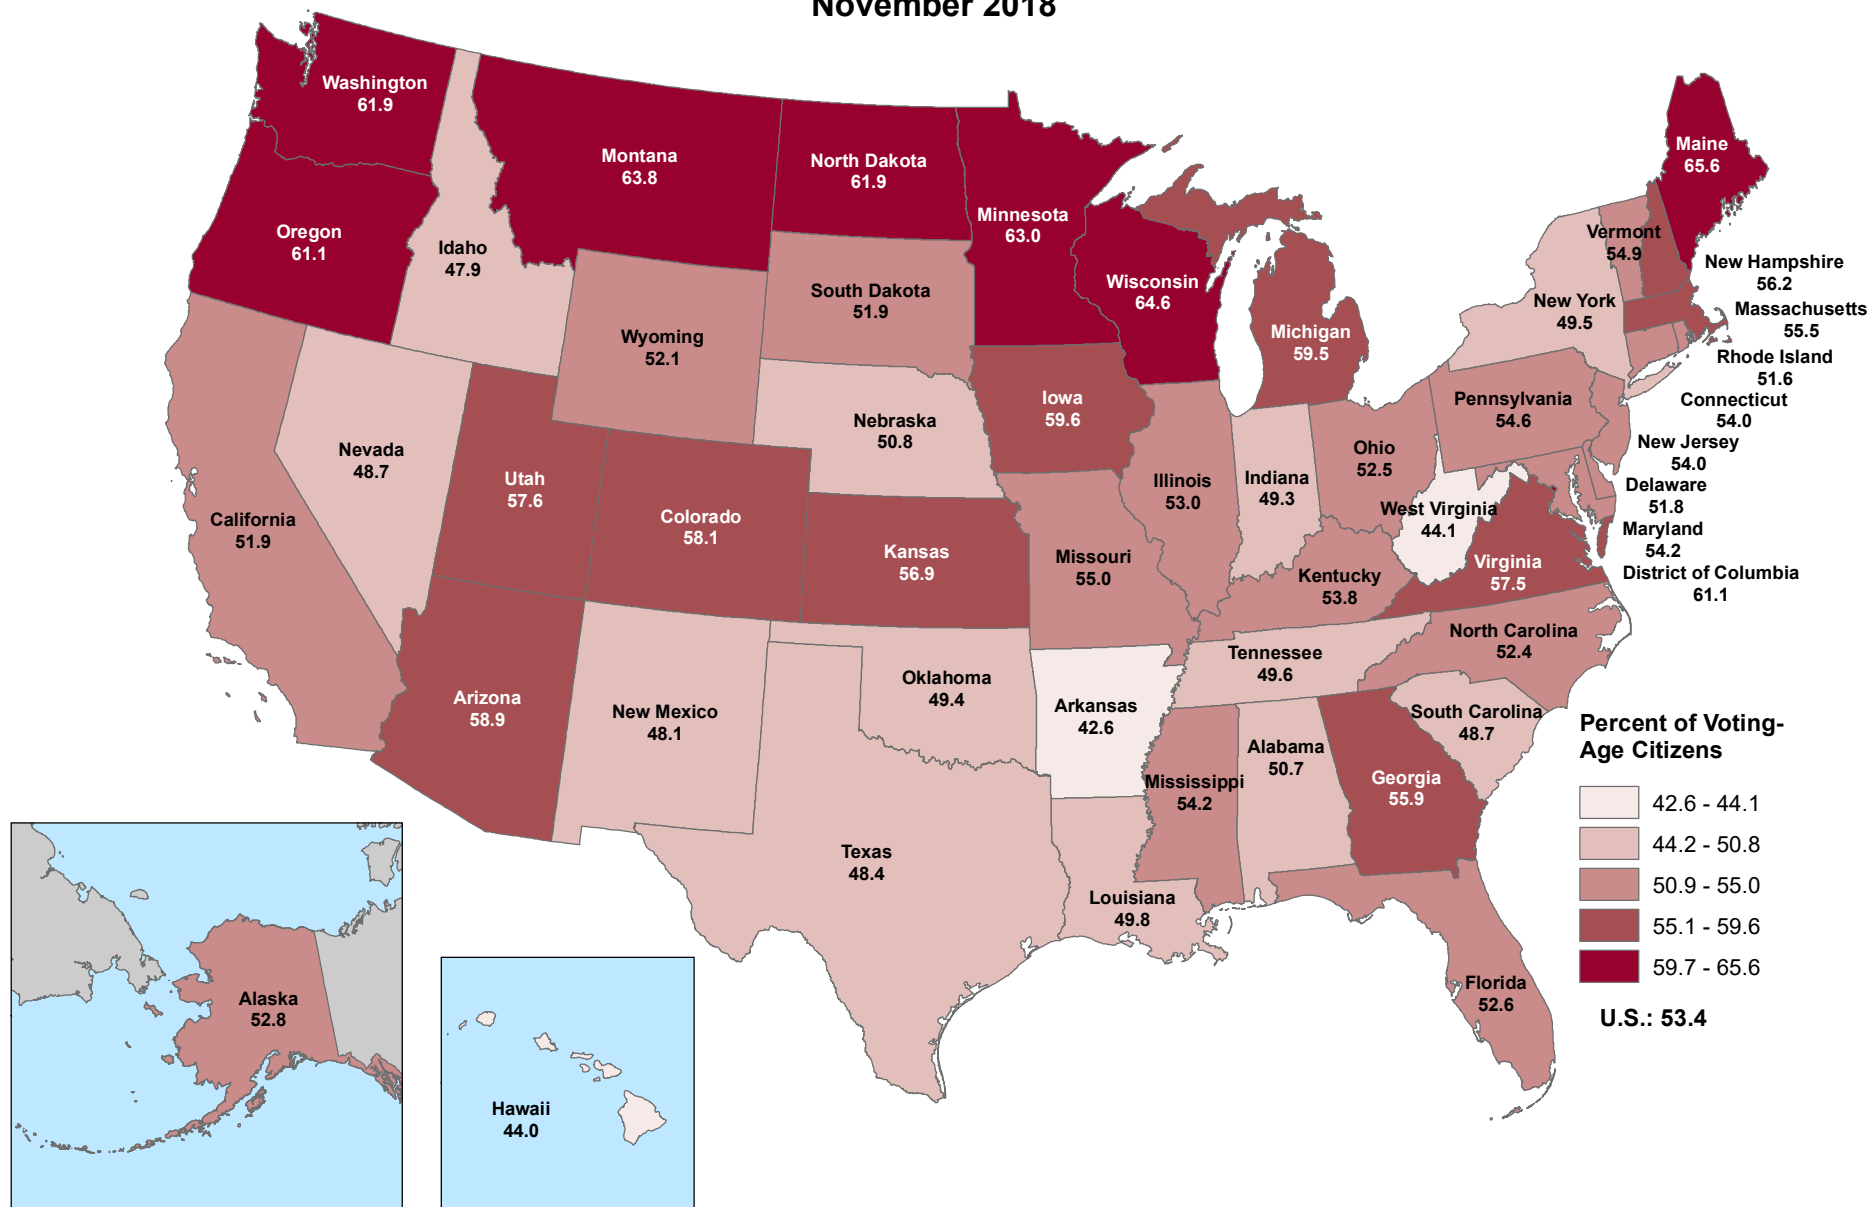 November 2018
Washington
61.9
Montana
63.8
North Dakota
61.9
Minnesota
63.0
Maine
65.6
Oregon
61.1
Idaho
47.9
Wisconsin
64.6
Vermont
54.9
New Hampshire
56.2
South Dakota
51.9
New York
49.5
Massachusetts
55.5
Wyoming
52.1
Michigan
59.5
Rhode Island
51.6
Iowa
59.6
Pennsylvania
54.6
Connecticut
54.0
Nebraska
50.8
New Jersey
54.0
Nevada
48.7
Utah
57.6
Illinois
53.0
Indiana
49.3
Ohio
52.5
Delaware
51.8
California
51.9
Colorado
58.1
West Virginia
44.1
Maryland
54.2
Kansas
56.9
Missouri
55.0
Kentucky
53.8
Virginia
57.5
District of Columbia
61.1
North Carolina
52.4
Tennessee
49.6
Arizona
58.9
New Mexico
48.1
Oklahoma
49.4
Arkansas
42.6
South Carolina
48.7
Mississippi
54.2
Alabama
50.7
Georgia
55.9
Texas
48.4
Louisiana
49.8
Florida
52.6
Alaska
52.8
Hawaii
44.0
Percent of Voting-
Age Citizens
42.6 - 44.1
44.2 - 50.8
50.9 - 55.0
55.1 - 59.6
59.7 - 65.6
U.S.: 53.4